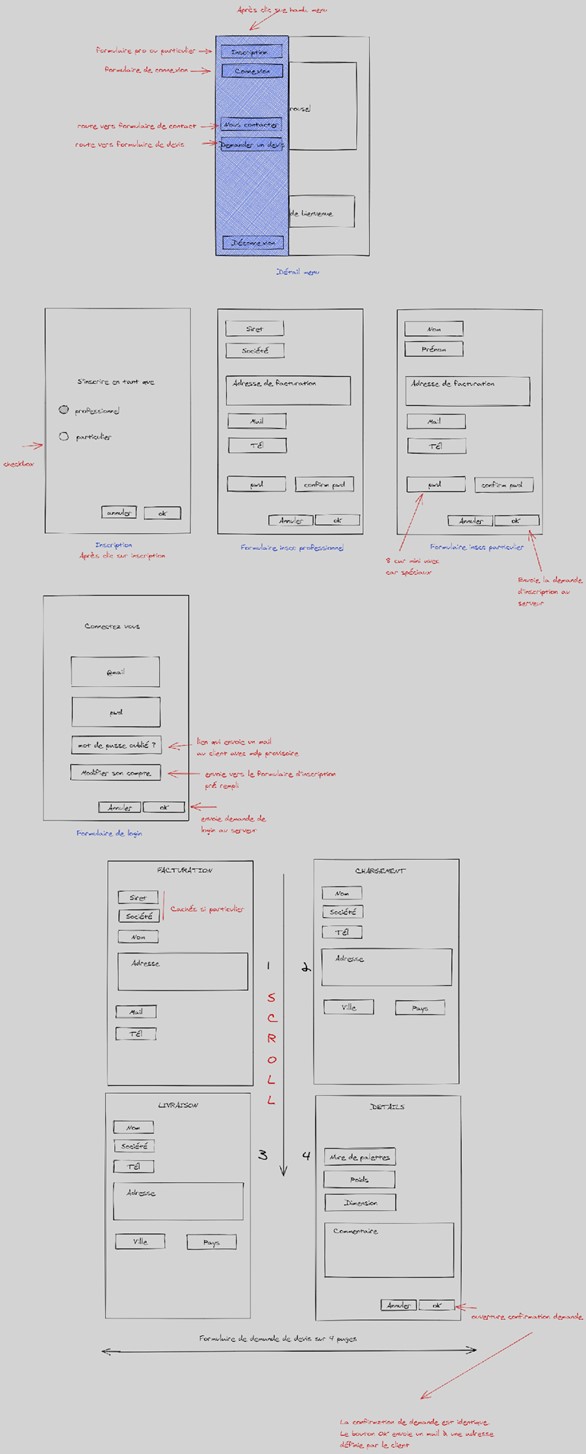 Après clic sur bando menu
formulaire pro ou particulier
Inscription
formulaire de connexion
Connexion
rousel
route vers formulaire de contact
Nous contacter
route vers formulaire de devis
Demander un devis
de bienvenue
Déconnexion
Détail menu
S'inscrire en tant que
professionnel
particulier
checkbox
annuler
ok
Inscription
Après clic sur inscription
Siret
Société
Adresse de facturation
Mail
Tél
pwd
confirm pwd
Annuler
ok
Formulaire insc professionnel
Nom
Prénom
Adresse de facturation
Mail
Tél
pwd
confirm pwd
Annuler
ok
Formulaire insc particulier
8 car mini avec
car spéciaux
Envoie la demande
d'inscription au
serveur
Connectez vous
@mail
pwd
mot de passe oublié ?
lien qui envoie un mail
au client avec mdp provisoire
Modifier son compte
envoie vers le formulaire d'inscription
pré rempli
Annuler
ok
envoie demande de
login au serveur
Formulaire de login
FACTURATION
Siret
Société
Cachés si particulier
Nom
Adresse
Mail
Tél
1
SCROLL
2
CHARGEMENT
Nom
Société
Tél
Adresse
Ville
Pays
LIVRAISON
Nom
Société
Tél
Adresse
Ville
Pays
3
4
DETAILS
Nbre de palettes
Poids
Dimension
Commentaire
Annuler
ok
ouverture confirmation demande
Formulaire de demande de devis sur 4 pages
La confirmation de demande est identique.
Le bouton OK envoie un mail à une adresse
définie par le client